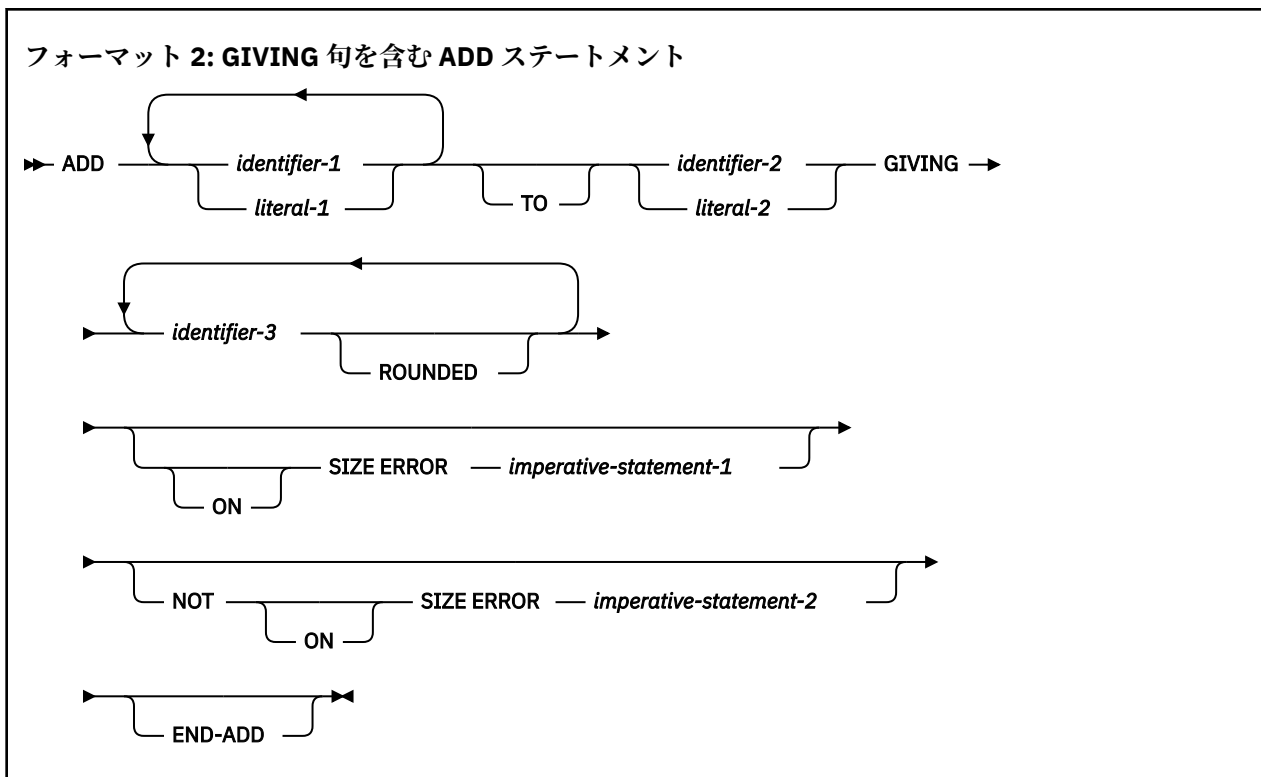 フォーマット 2: GIVING 句を含む ADD ステートメント
ADD identifier-1 identifier-2 GIVING
literal-1 TO literal-2
identifier-3
ROUNDED
SIZE ERROR imperative-statement-1
ON
NOT SIZE ERROR imperative-statement-2
ON
END-ADD